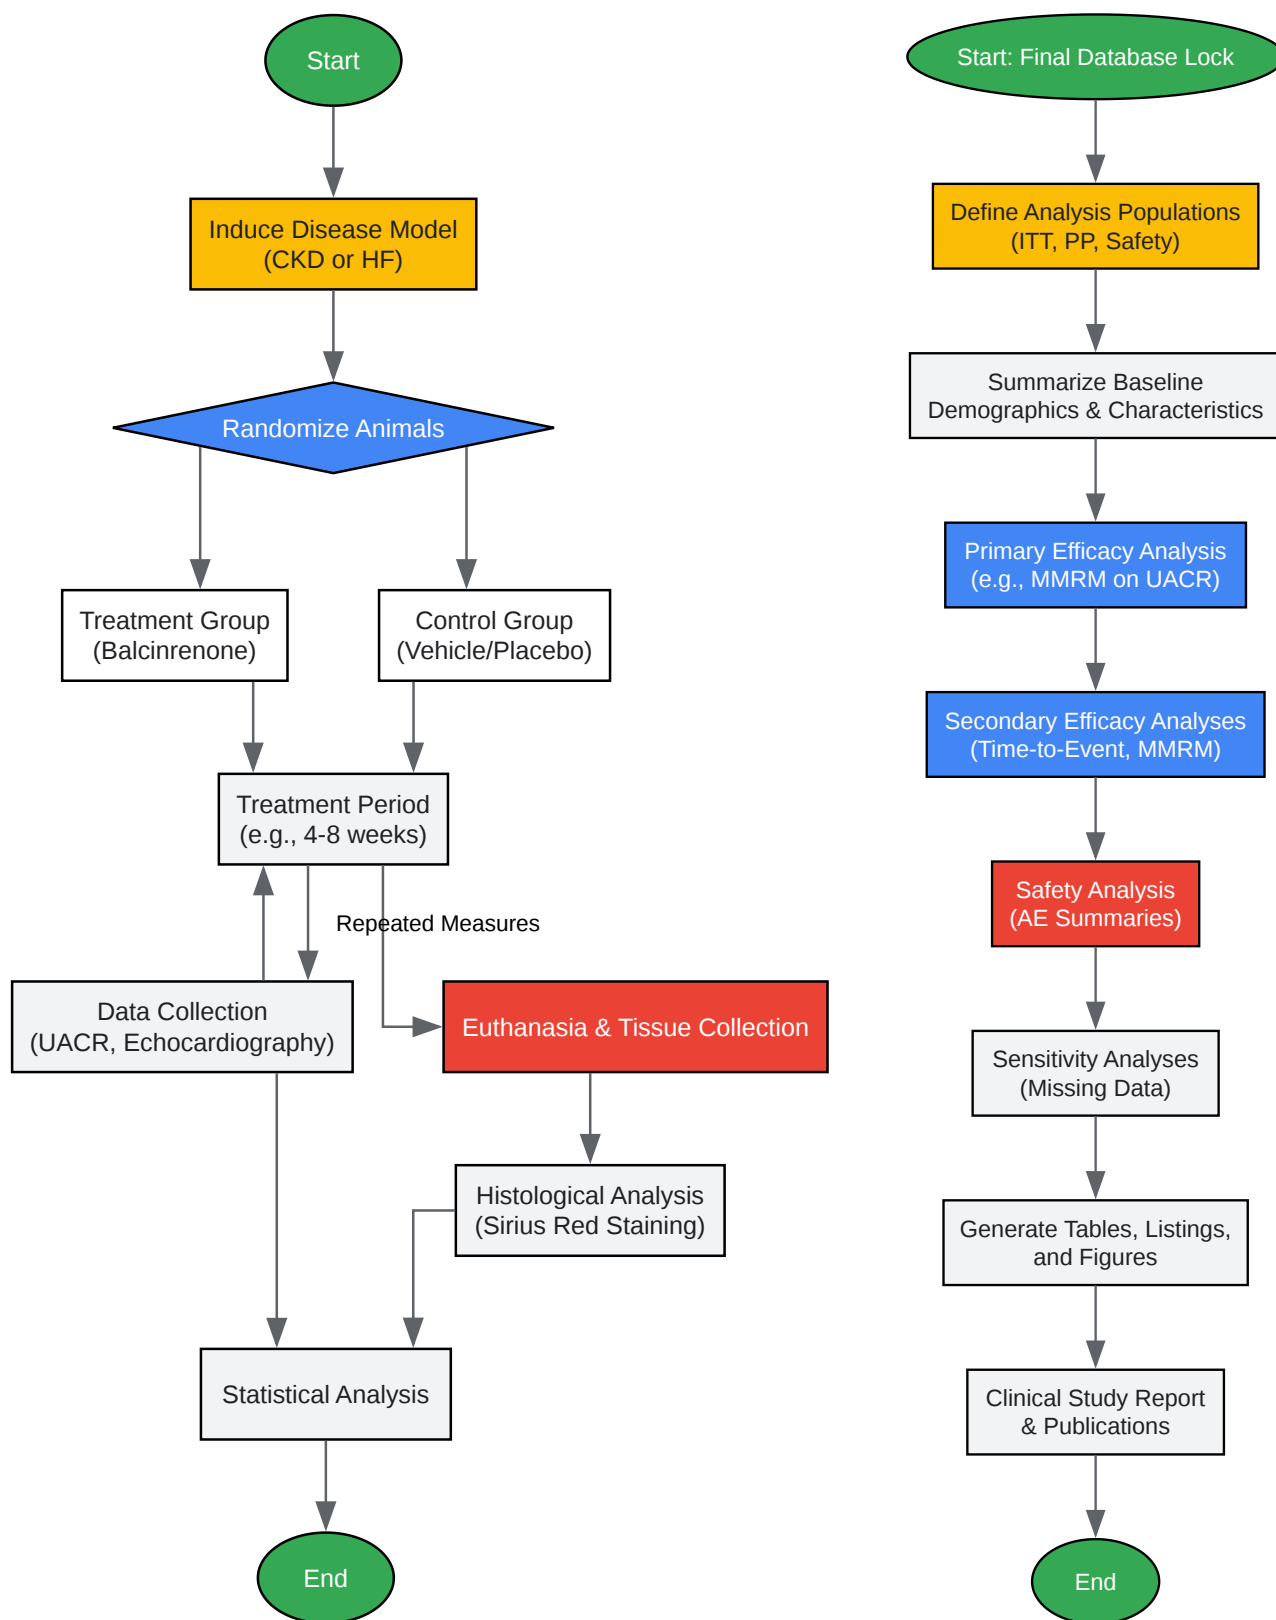 Start
Induce Disease Model
(CKD or HF)
Randomize Animals
Treatment Group
(Balcinrenone)
Control Group
(Vehicle/Placebo)
Treatment Period
(e.g., 4-8 weeks)
Repeated Measures
Data Collection
(UACR, Echocardiography)
Euthanasia & Tissue Collection
Histological Analysis
(Sirius Red Staining)
Statistical Analysis
End
Start: Final Database Lock
Define Analysis Populations
(ITT, PP, Safety)
Summarize Baseline
Demographics & Characteristics
Primary Efficacy Analysis
(e.g., MMRM on UACR)
Secondary Efficacy Analyses
(Time-to-Event, MMRM)
Safety Analysis
(AE Summaries)
Sensitivity Analyses
(Missing Data)
Generate Tables, Listings,
and Figures
Clinical Study Report
& Publications
End